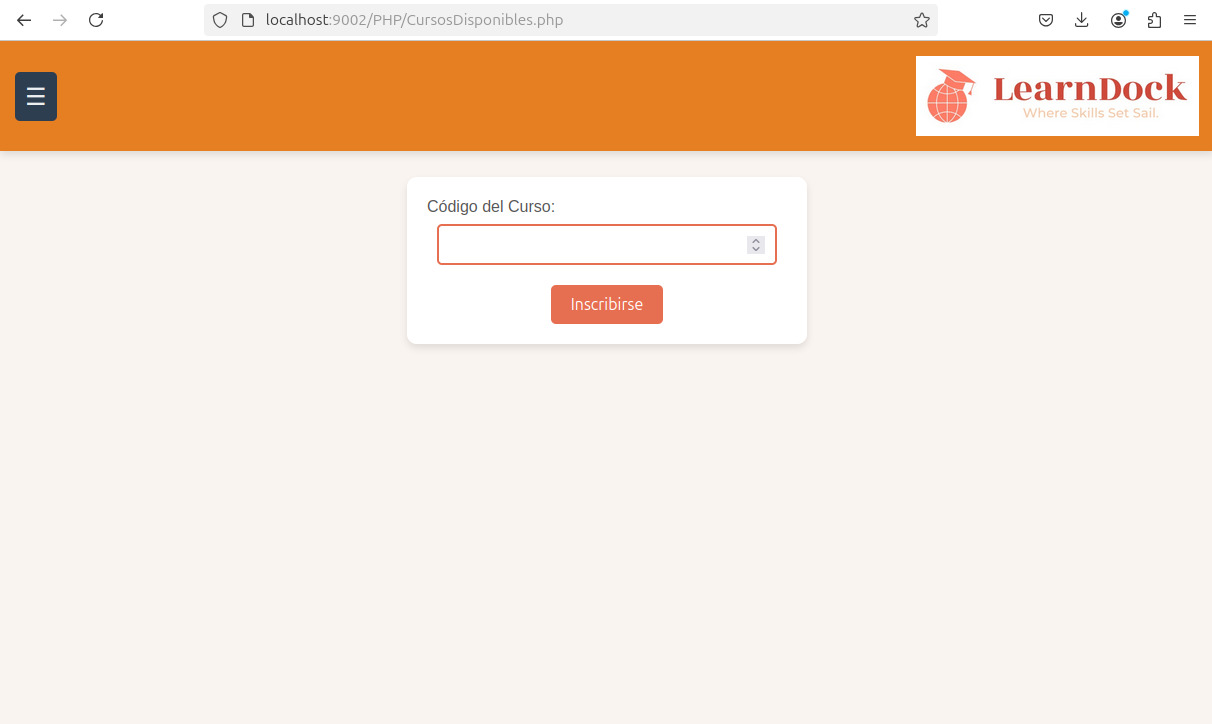 localhost:9002/PHP/CursosDisponibles.php
LearnDock
Where Skills Set Sail.
Código del Curso:
Inscribirse